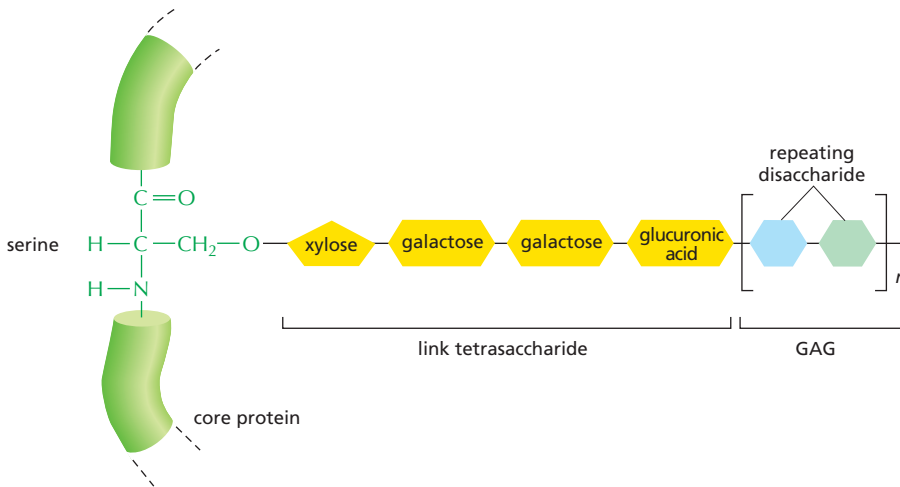 repeating
disaccharide
C=O
serine
H—C—CH2—O
xylose
galactose
galactose
glucuronic
acid
H—N
n
link tetrasaccharide
GAG
core protein